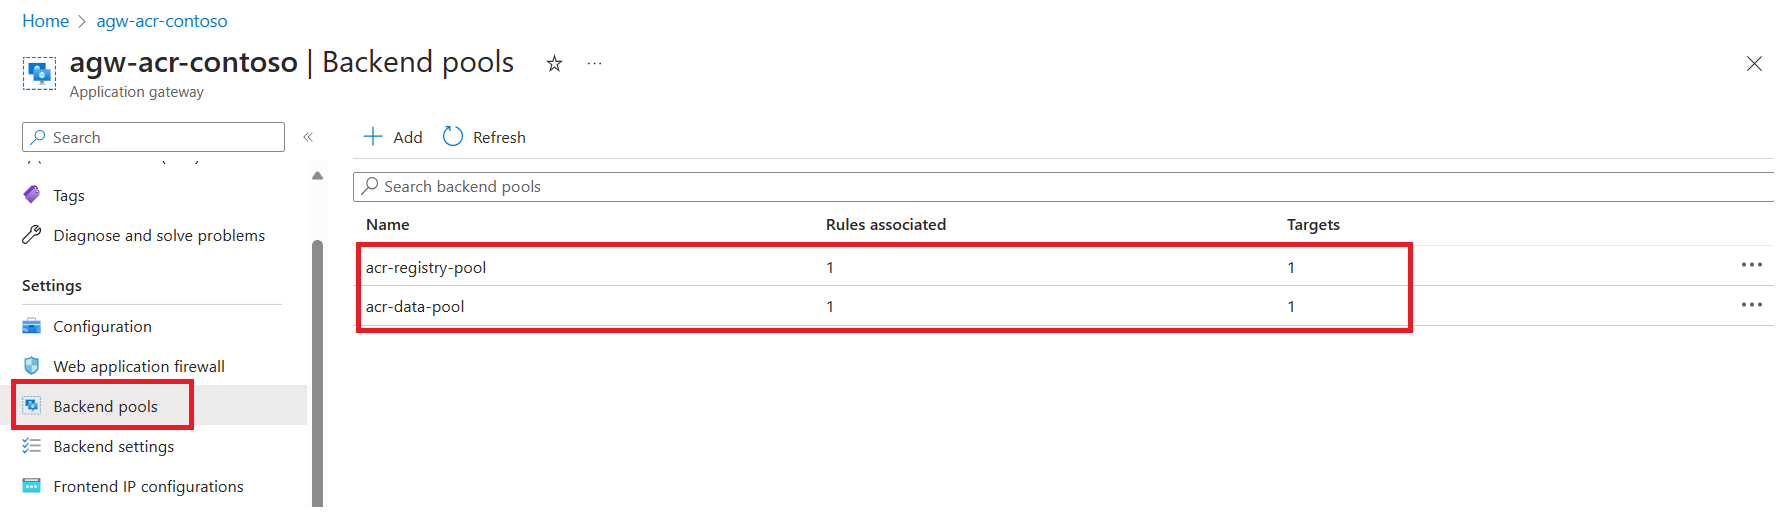 Home > agw-acr-contoso
agw-acr-contoso | Backend pools
Application gateway
Search
Add Refresh
Tags
Diagnose and solve problems
Settings
Configuration
Web application firewall
Backend pools
Backend settings
Frontend IP configurations
Search backend pools
Name Rules associated Targets
acr-registry-pool 1 1
acr-data-pool 1 1